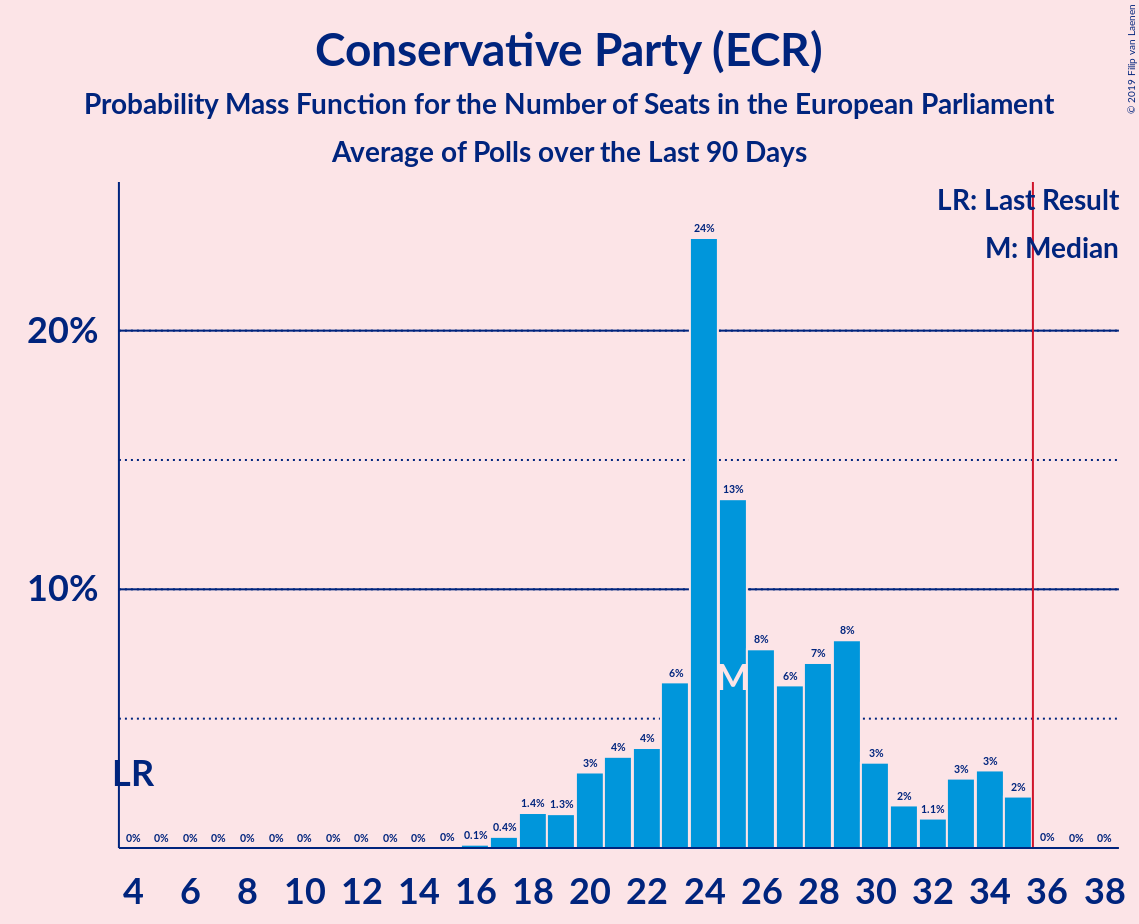 Conservative Party (ECR)
Probability Mass Function for the Number of Seats in the European Parliament
Average of Polls over the Last 90 Days
© 2019 Filip van Laenen
LR: Last Result
M: Median
24%
20%
13%
10%
8%
8%
7%
6%
6%
M
4%
4%
3%
3%
3%
3%
2%
2%
LR
1.4%
1.3%
1.1%
0.4%
0.1%
0% 0% 0% 0% 0% 0% 0% 0% 0% 0% 0% 0% 0% 0% 0%
4 6 8 10 12 14 16 18 20 22 24 26 28 30 32 34 36 38